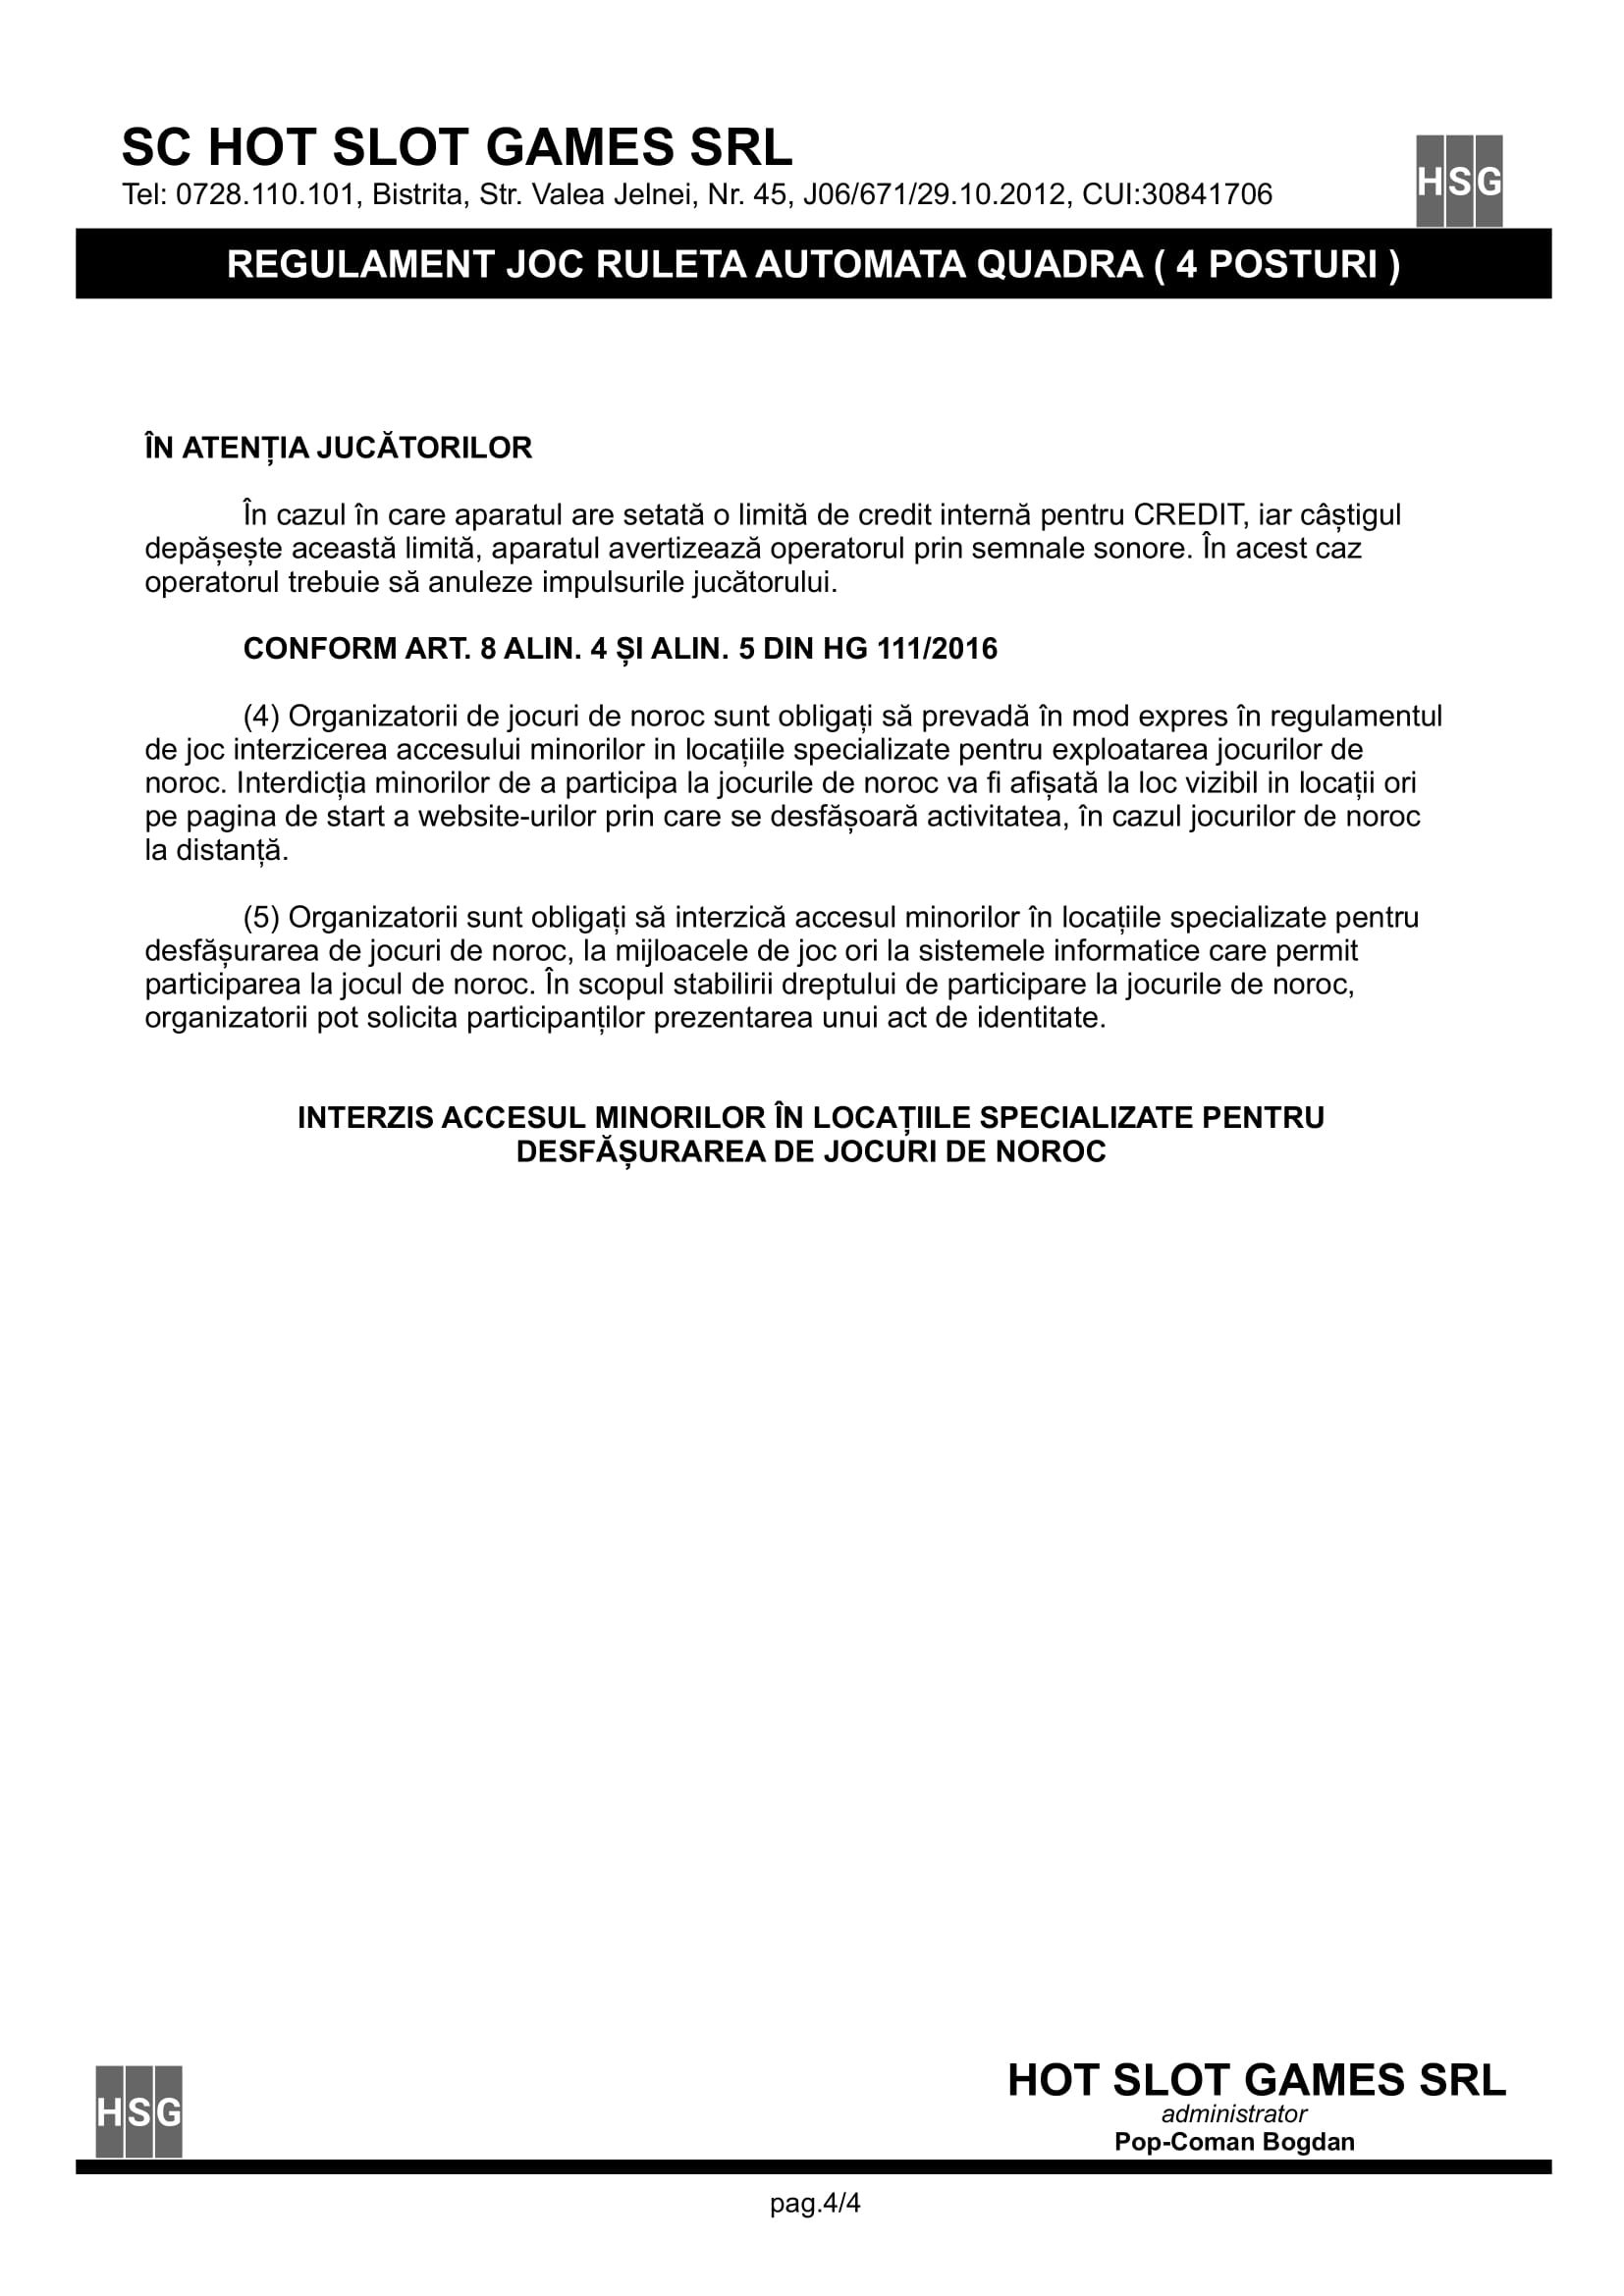 SC HOT SLOT GAMES SRL
Tel: 0728.110.101, Bistrita, Str. Valea Jelnei, Nr. 45, J06/671/29.10.2012, CUI:30841706
HSG
REGULAMENT JOC RULETA AUTOMATA QUADRA ( 4 POSTURI )
ÎN ATENȚIA JUCĂTORILOR
În cazul în care aparatul are setată o limită de credit internă pentru CREDIT, iar câștigul
depășește această limită, aparatul avertizează operatorul prin semnale sonore. În acest caz
operatorul trebuie să anuleze impulsurile jucătorului.
CONFORM ART. 8 ALIN. 4 ȘI ALIN. 5 DIN HG 111/2016
(4) Organizatorii de jocuri de noroc sunt obligați să prevadă în mod expres în regulamentul
de joc interzicerea accesului minorilor in locațiile specializate pentru exploatarea jocurilor de
noroc. Interdicția minorilor de a participa la jocurile de noroc va fi afișată la loc vizibil in locații ori
pe pagina de start a website-urilor prin care se desfășoară activitatea, în cazul jocurilor de noroc
la distanță.
(5) Organizatorii sunt obligați să interzică accesul minorilor în locațiile specializate pentru
desfășurarea de jocuri de noroc, la mijloacele de joc ori la sistemele informatice care permit
participarea la jocul de noroc. În scopul stabilirii dreptului de participare la jocurile de noroc,
organizatorii pot solicita participanților prezentarea unui act de identitate.
INTERZIS ACCESUL MINORILOR ÎN LOCAȚIILE SPECIALIZATE PENTRU
DESFĂȘURAREA DE JOCURI DE NOROC
HSG
HOT SLOT GAMES SRL
administrator
Pop-Coman Bogdan
pag.4/4